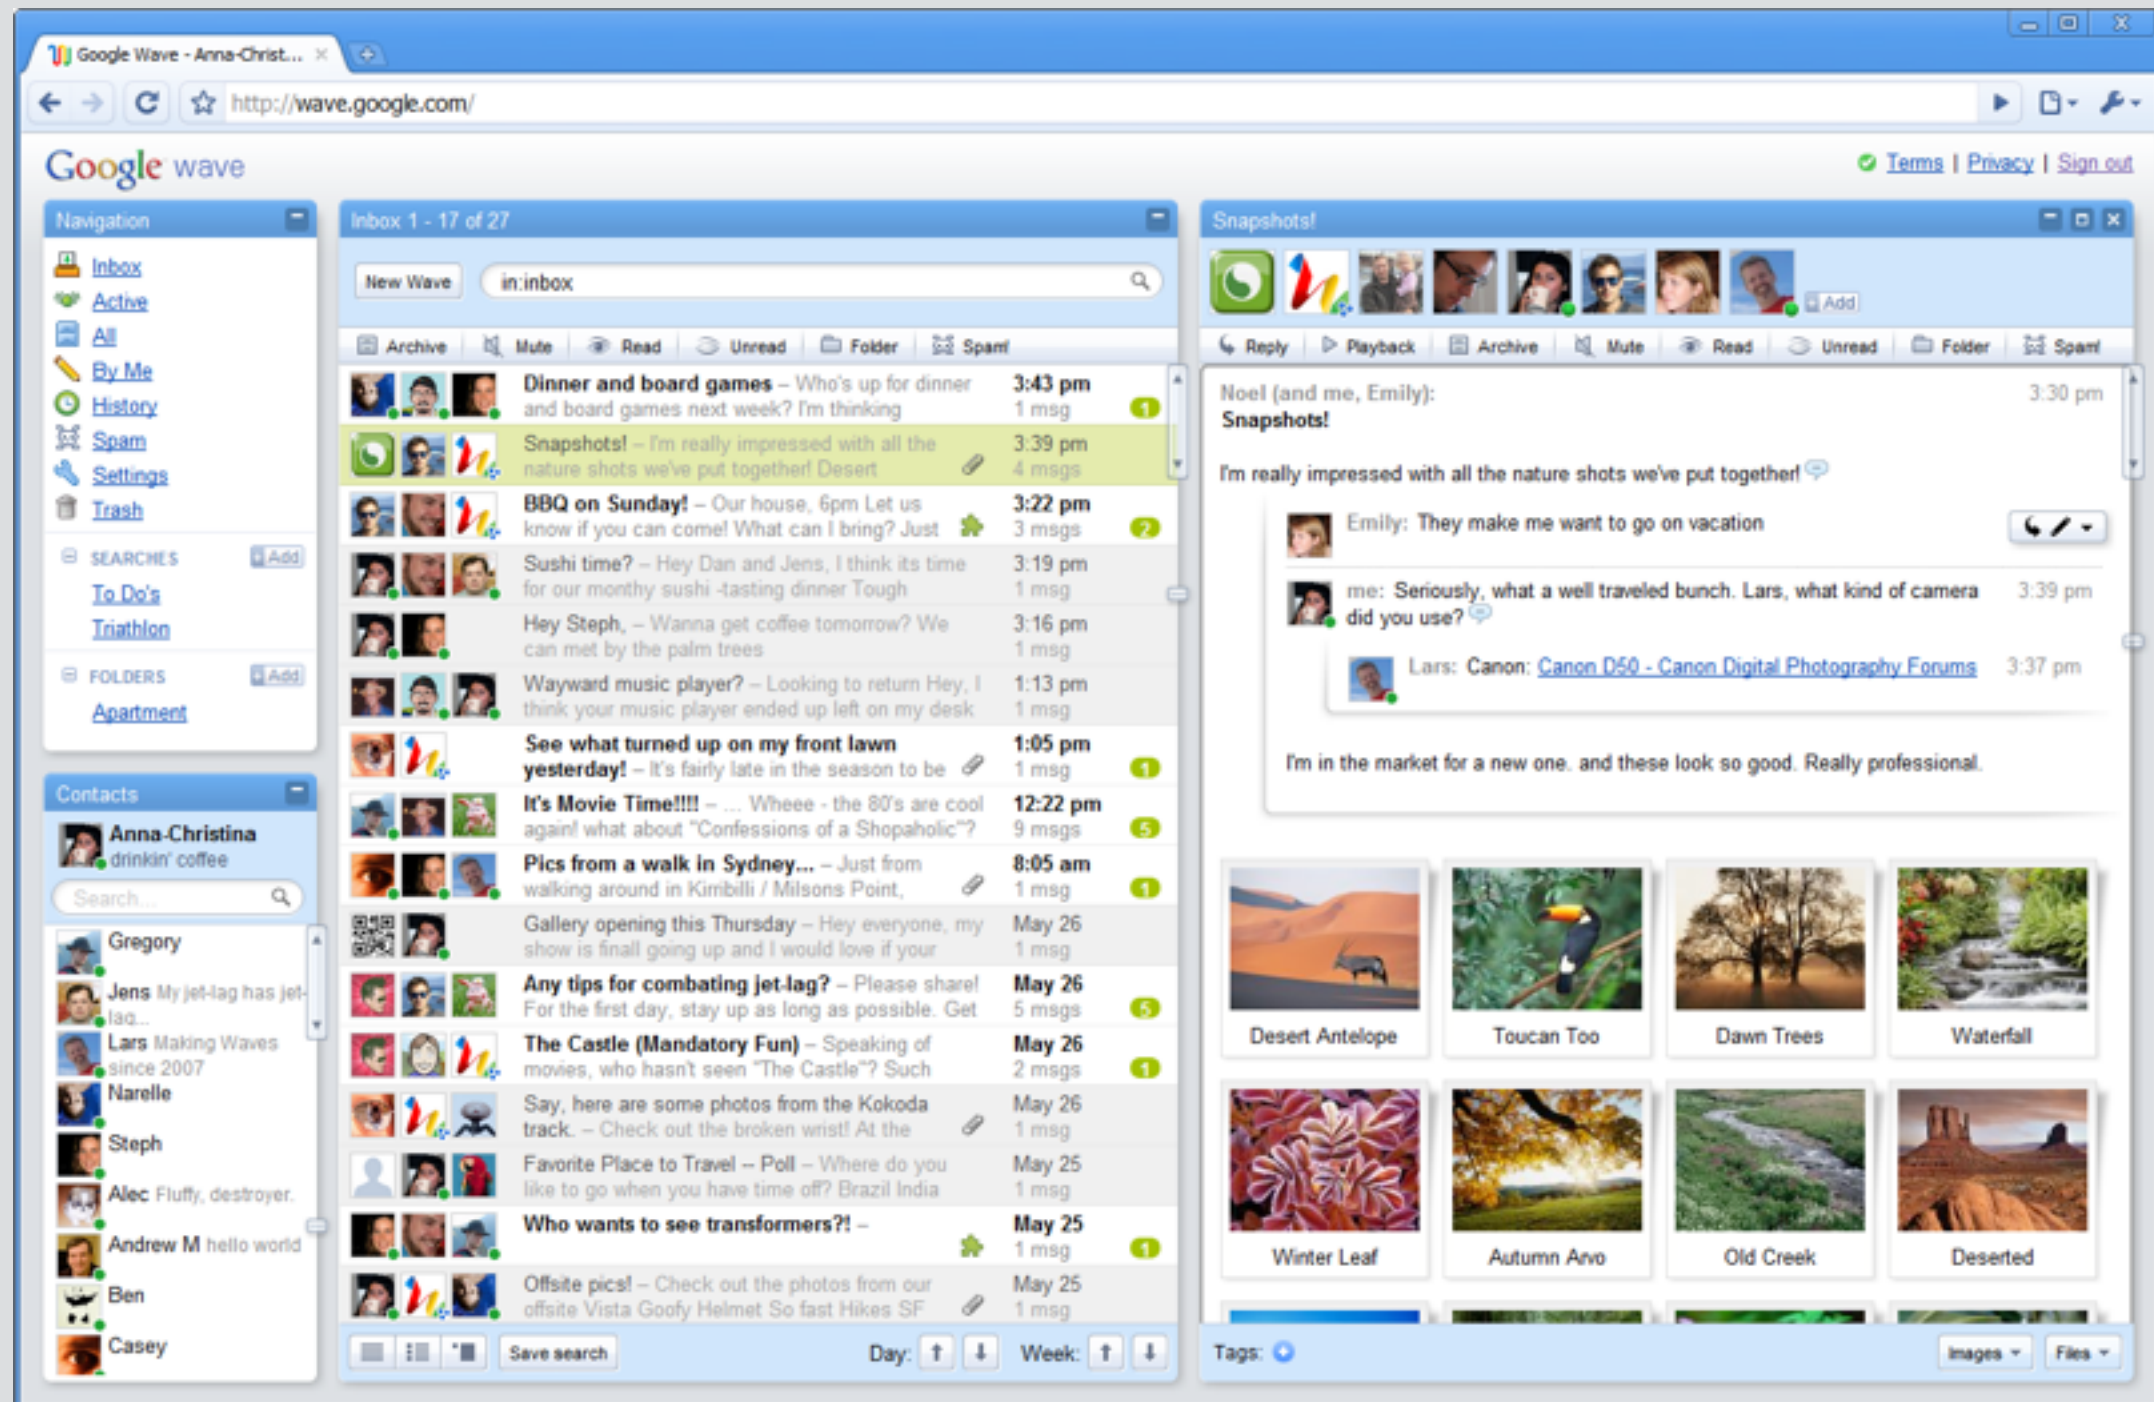 Google Wave - Anna-Christ...
http://wave.google.com/
Google wave
Terms | Privacy | Sign out
Navigation
Inbox
Active
All
By Me
History
Spam
Settings
Trash
SEARCHES Add
To Do's
Triathlon
FOLDERS Add
Apartment
Contacts
Anna-Christina
drinkin' coffee
Search...
Gregory
Jens My jet-lag has jet-
lag...
Lars Making Waves
since 2007
Narelle
Steph
Alec Fluffy, destroyer.
Andrew M hello world
Ben
Casey
Inbox 1 - 17 of 27
New Wave in:inbox
Archive Mute Read Unread Folder Spam!
Dinner and board games – Who's up for dinner 3:43 pm
and board games next week? I'm thinking 1 msg 1
Snapshots! – I'm really impressed with all the 3:39 pm
nature shots we've put together! Desert 4 msgs
BBQ on Sunday! – Our house, 6pm Let us 3:22 pm
know if you can come! What can I bring? Just 3 msgs 2
Sushi time? – Hey Dan and Jens, I think its time 3:19 pm
for our monthy sushi -tasting dinner Tough 1 msg
Hey Steph, – Wanna get coffee tomorrow? We 3:16 pm
can met by the palm trees 1 msg
Wayward music player? – Looking to return Hey, I 1:13 pm
think your music player ended up left on my desk 1 msg
See what turned up on my front lawn 1:05 pm
yesterday! – It's fairly late in the season to be 1 msg 1
It's Movie Time!!!! – ... Wheee - the 80's are cool 12:22 pm
again! what about "Confessions of a Shopaholic"? 9 msgs 5
Pics from a walk in Sydney... – Just from 8:05 am
walking around in Kirribilli / Milsons Point, 1 msg 1
Gallery opening this Thursday – Hey everyone, my May 26
show is finall going up and I would love if your 1 msg
Any tips for combating jet-lag? – Please share! May 26
For the first day, stay up as long as possible. Get 5 msgs 5
The Castle (Mandatory Fun) – Speaking of May 26
movies, who hasn't seen "The Castle"? Such 2 msgs 1
Say, here are some photos from the Kokoda May 26
track. – Check out the broken wrist! At the 1 msg
Favorite Place to Travel -- Poll – Where do you May 25
like to go when you have time off? Brazil India 1 msg
Who wants to see transformers?! – May 25
1 msg 1
Offsite pics! – Check out the photos from our May 25
offsite Vista Goofy Helmet So fast Hikes SF 1 msg
Save search Day: Week:
Snapshots!
Add
Reply Playback Archive Mute Read Unread Folder Spam!
Noel (and me, Emily): 3:30 pm
Snapshots!
I'm really impressed with all the nature shots we've put together!
Emily: They make me want to go on vacation
me: Seriously, what a well traveled bunch. Lars, what kind of camera 3:39 pm
did you use?
Lars: Canon: Canon D50 - Canon Digital Photography Forums 3:37 pm
I'm in the market for a new one. and these look so good. Really professional.
Desert Antelope Toucan Too Dawn Trees Waterfall
Winter Leaf Autumn Arvo Old Creek Deserted
Tags: Images Files